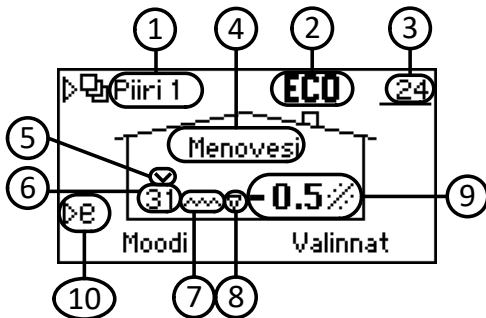 1 4 2 3
Piiri 1 ECO 24
Menovesi
5
6 31 -0.5 9
e
Moodi Valinnat
10 7 8